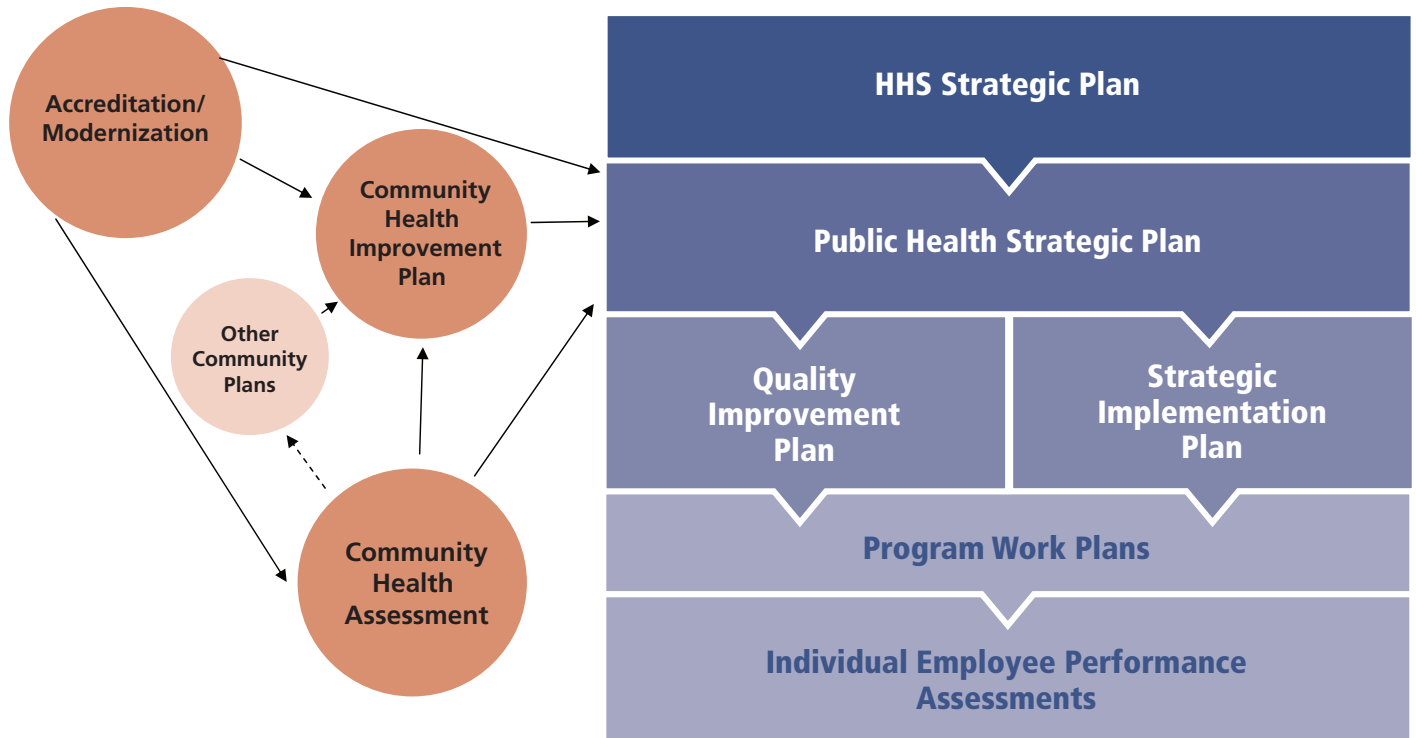 Accreditation/
Modernization
Community
Health
Improvement
Plan
Other
Community
Plans
Community
Health
Assessment
HHS Strategic Plan
Public Health Strategic Plan
Quality
Improvement
Plan
Strategic
Implementation
Plan
Program Work Plans
Individual Employee Performance
Assessments